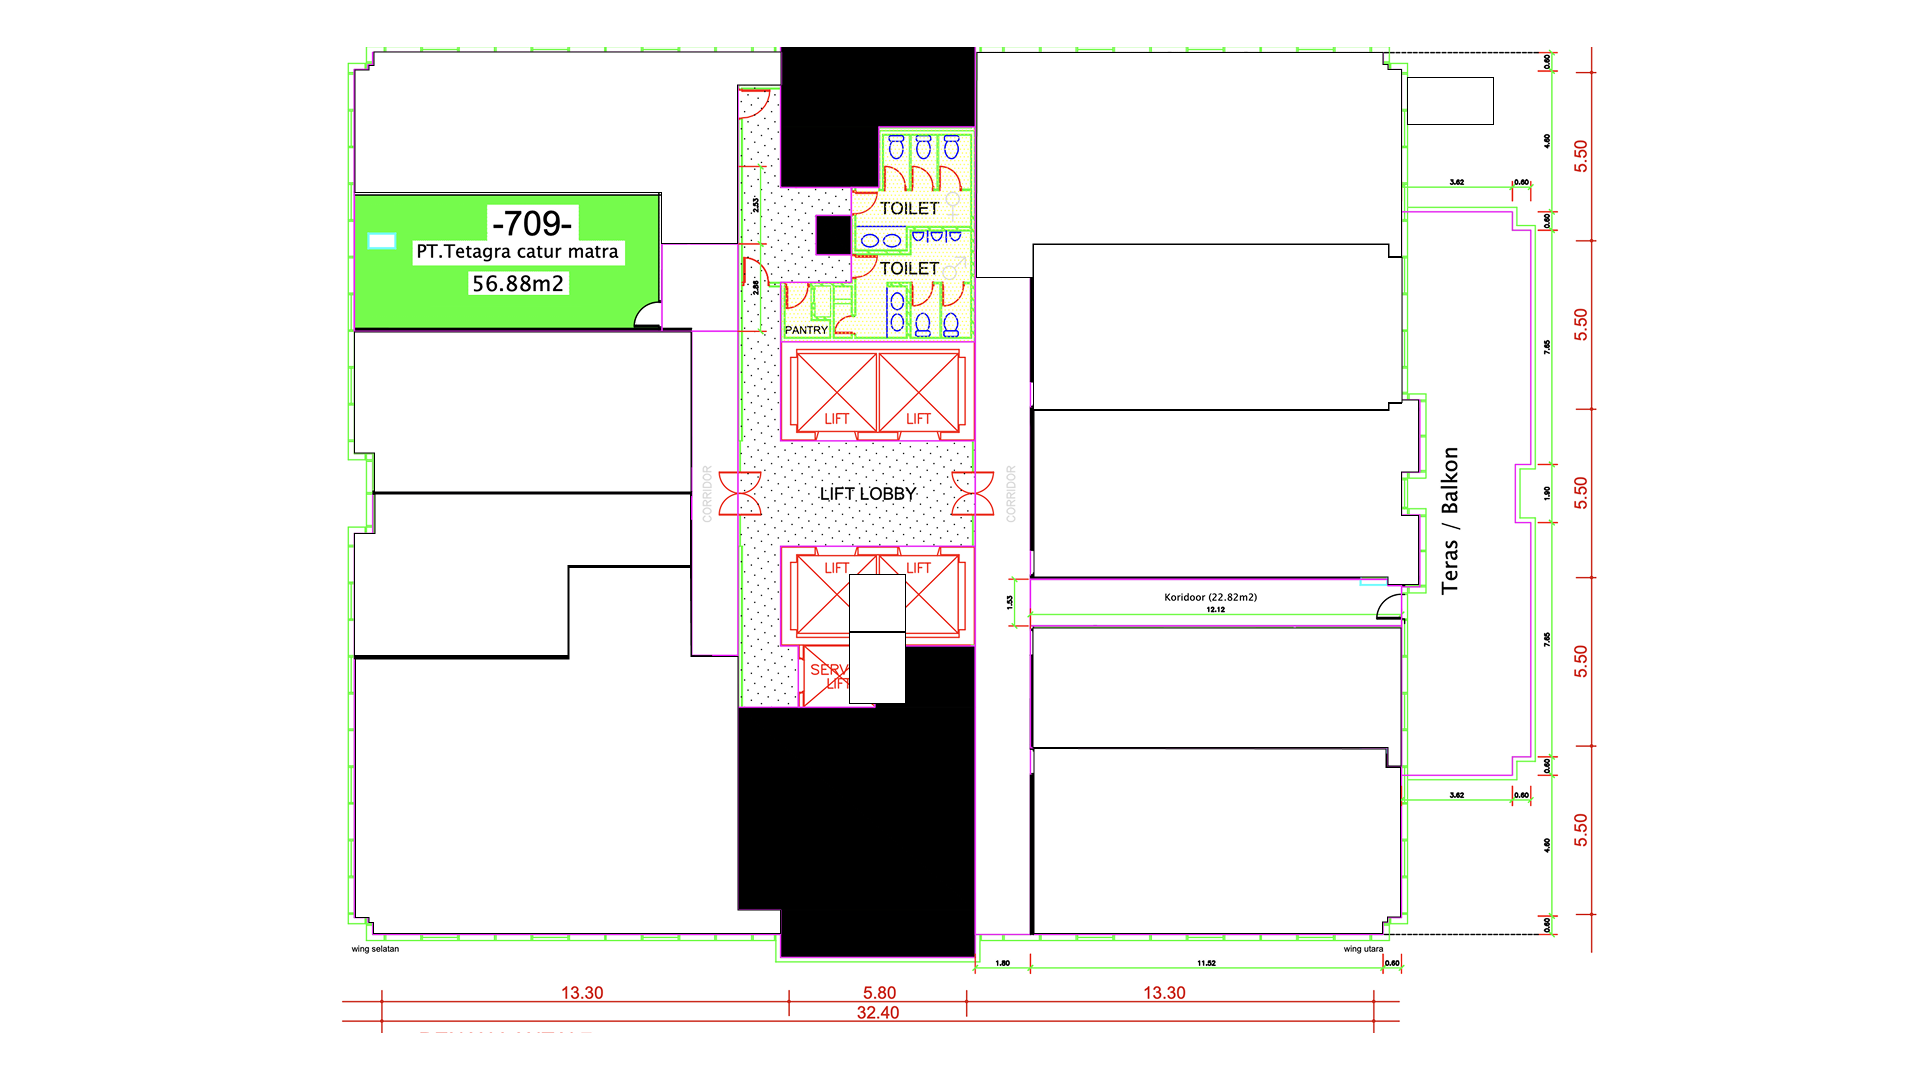 -709-
PT.Tetagra catur matra
56.88m2
TOILET
TOILET
PANTRY
2.53
2.86
LIFT
LIFT
CORRIDOR
LIFT LOBBY
CORRIDOR
LIFT
LIFT
SERV
LIFT
Koridoor (22.82m2)
12.12
1.53
Teras / Balkon
3.62
0.60
3.62
0.60
0.60
4.60
0.60
7.65
1.90
7.65
0.60
4.60
0.60
5.50
5.50
5.50
5.50
5.50
wing selatan
wing utara
1.80
11.52
0.60
13.30
5.80
13.30
32.40